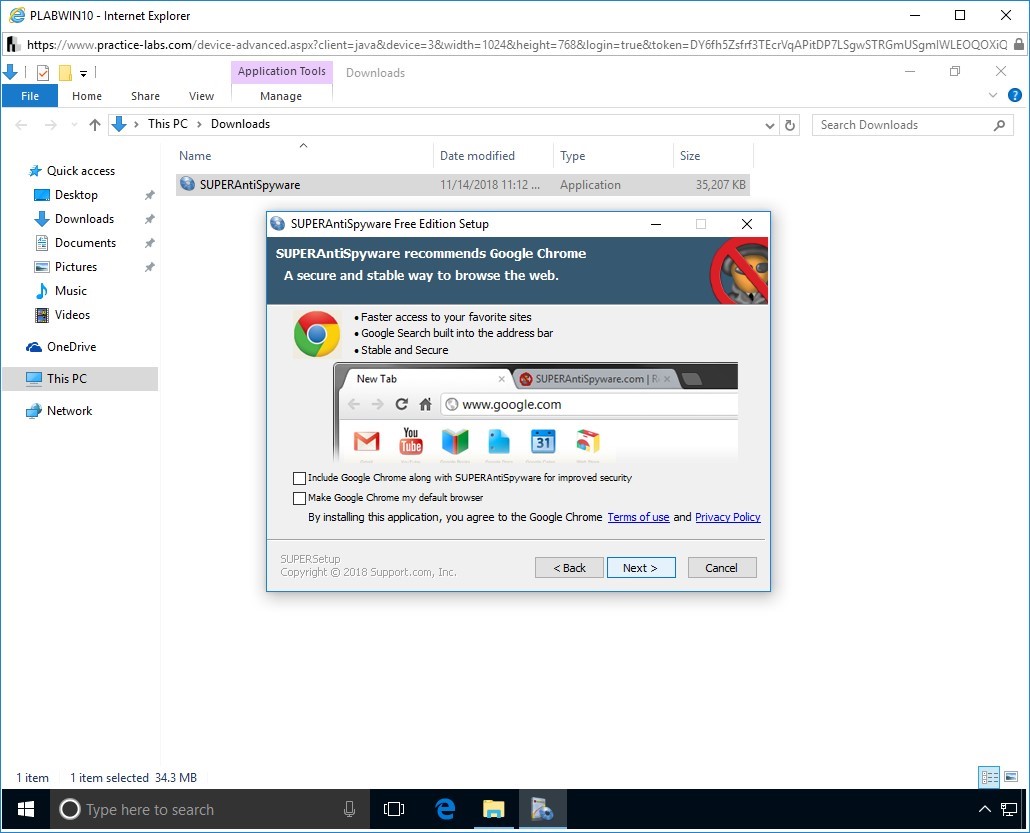 PLABWIN10 - Internet Explorer
https://www.practice-labs.com/device-advanced.aspx?client=java&device=3&width=1024&height=768&login=true&token=DY6fh5Zsfrf3TEcrVqAPitDP7LSgwSTRGmUSgmIWLEOQOXiQ
Application Tools
Downloads
File Home Share View Manage
This PC > Downloads
Search Downloads
Name Date modified Type Size
SUPERAntiSpyware 11/14/2018 11:12 ... Application 35,207 KB
Quick access
Desktop
Downloads
Documents
Pictures
Music
Videos
OneDrive
This PC
Network
SUPERAntiSpyware Free Edition Setup
SUPERAntiSpyware recommends Google Chrome
A secure and stable way to browse the web.
• Faster access to your favorite sites
• Google Search built into the address bar
• Stable and Secure
New Tab
SUPERAntiSpyware.com |
www.google.com
You
Tube
31
Include Google Chrome along with SUPERAntiSpyware for improved security
Make Google Chrome my default browser
By installing this application, you agree to the Google Chrome Terms of use and Privacy Policy
SUPERSetup
Copyright © 2018 Support.com, Inc.
< Back Next > Cancel
1 item 1 item selected 34.3 MB
Type here to search